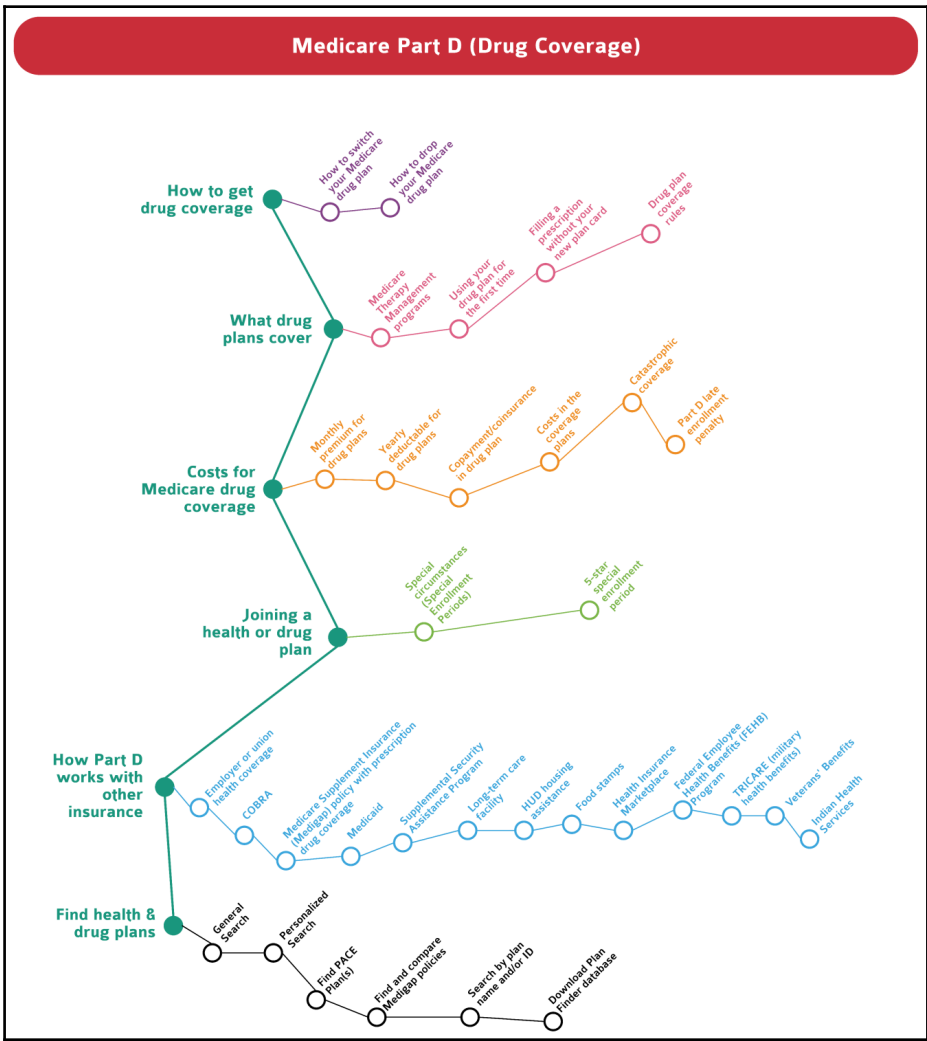 Medicare Part D (Drug Coverage)
How to get
drug coverage
How to switch
your Medicare
drug plan
How to drop
your Medicare
drug plan
What drug
plans cover
Medicare
Therapy
Management
programs
Using your
drug plan for
the first time
Filling a
prescription
without your
new plan card
Drug plan
coverage
rules
Costs for
Medicare drug
coverage
Monthly
premium for
drug plans
Yearly
deductable for
drug plans
Copayment/coinsurance
in drug plan
Costs in the
coverage
plans
Catastrophic
coverage
Part D late
enrollment
penalty
Joining a
health or drug
plan
Special
circumstances
(Special
Enrollment
Periods)
5-star
special
enrollment
period
How Part D
works with
other
insurance
Employer or union
health coverage
COBRA
Medicare Supplement Insurance
(Medigap) policy with prescription
drug coverage
Medicaid
Supplemental Security
Assistance Program
Long-term care
facility
HUD housing
assistance
Food stamps
Health Insurance
Marketplace
Federal Employee
Health Benefits (FEHB)
Program
TRICARE (military
health benefits)
Veterans' Benefits
Indian Health
Services
Find health &
drug plans
General
Search
Personalized
Search
Find PACE
Plan(s)
Find and compare
Medigap policies
Search by plan
name and/or ID
Download Plan
Finder database